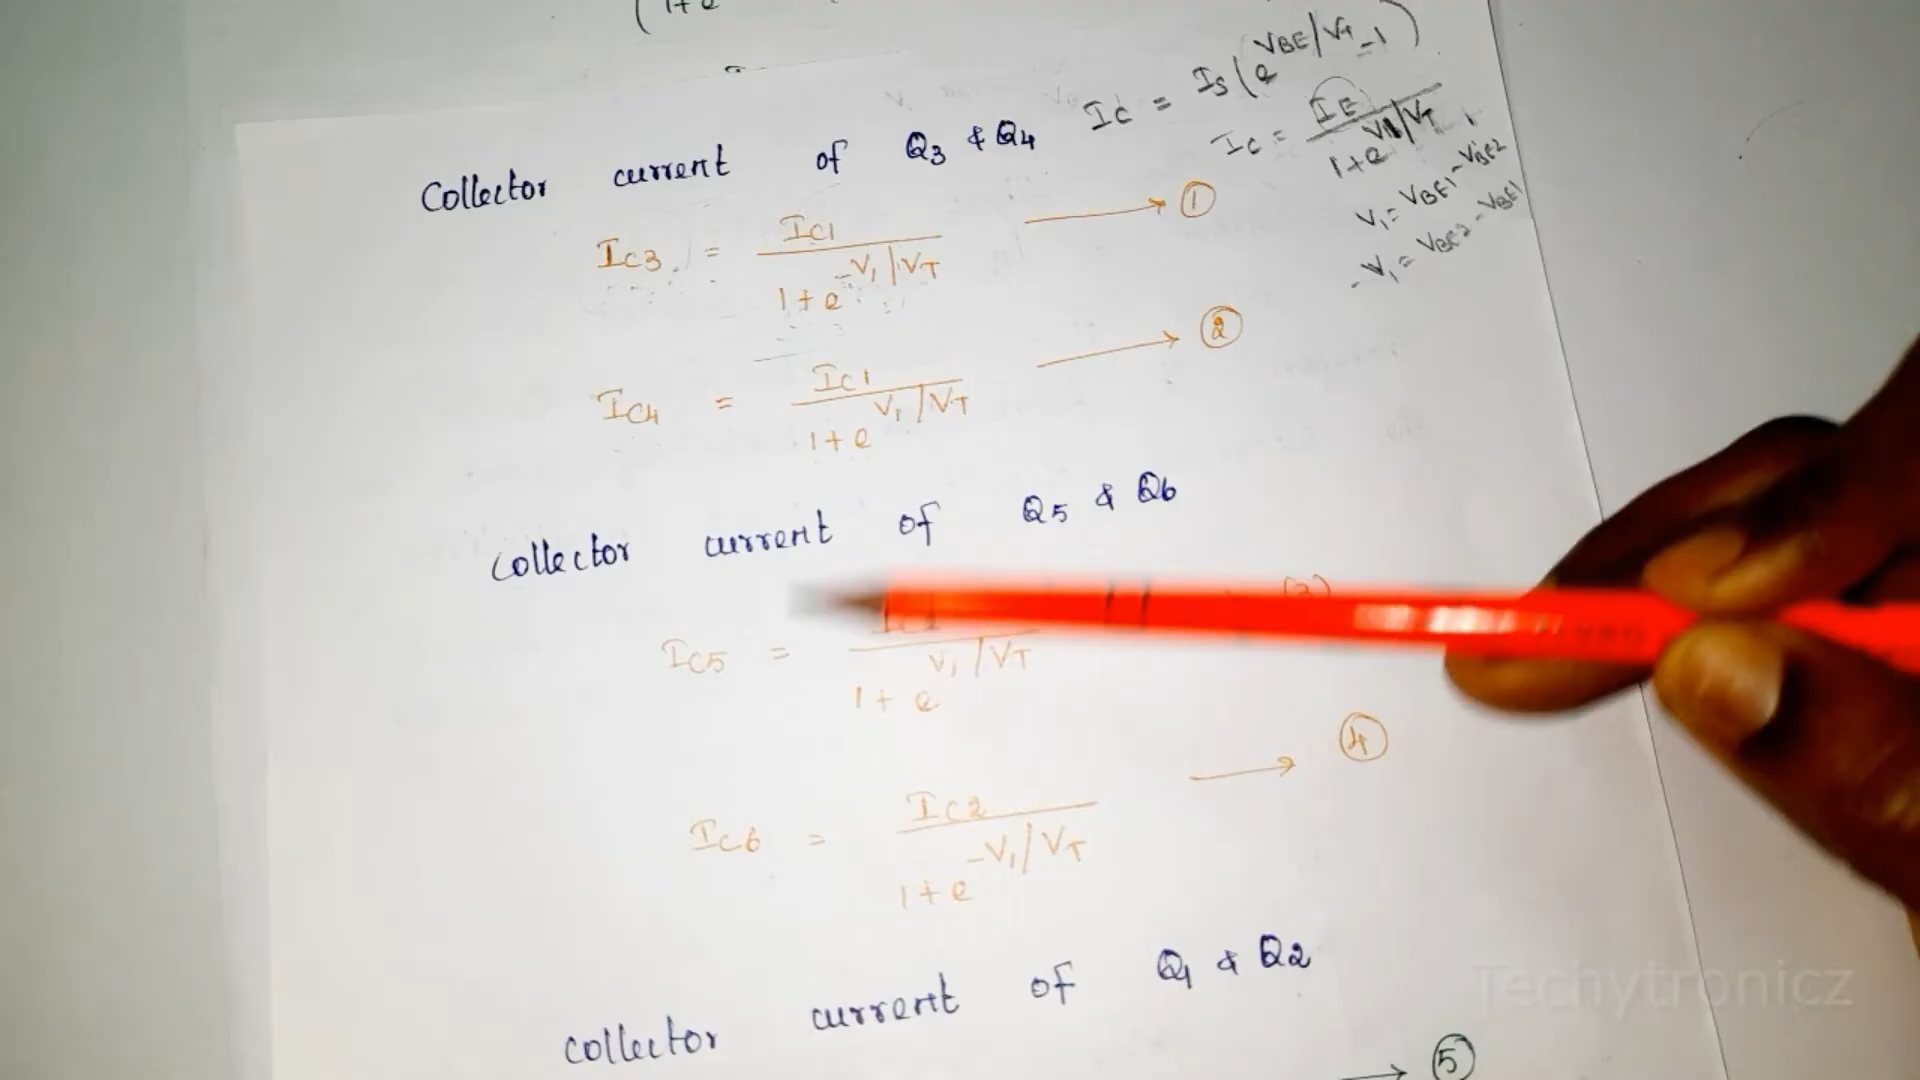 1+e
Ic = Is(e^VBE/VT -1)
Ic = IE / 1+e^V1/VT
V1 = VBE1 - VBE2
-V1 = VBE2 - VBE1
Collector current of Q3 & Q4
Ic3 = Ic1 / 1+e^-V1/VT → 1
Ic4 = Ic1 / 1+e^V1/VT → 2
collector current of Q5 & Q6
Ic5 = / 1+e^V1/VT
Ic6 = Ic2 / 1+e^-V1/VT → 4
collector current of Q1 & Q2
→ 5
Techytronicz